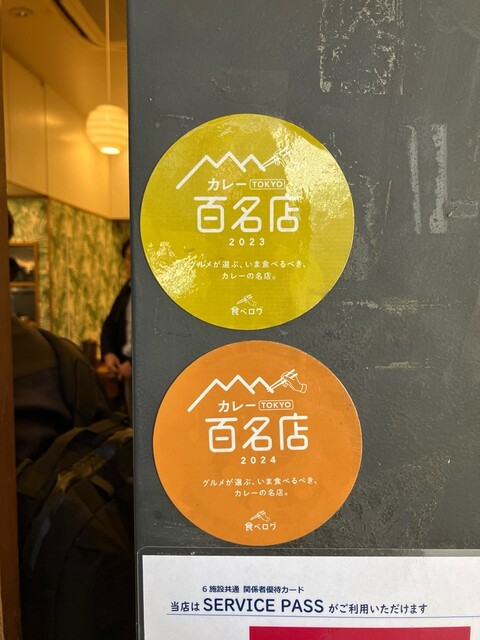 カレー TOKYO
百名店
2023
グルメが選ぶ、いま食べるべき、
カレーの名店。
食べログ
カレー TOKYO
百名店
2024
グルメが選ぶ、いま食べるべき、
カレーの名店。
食べログ
6施設共通 関係者優待カード
当店は SERVICE PASS がご利用いただけます